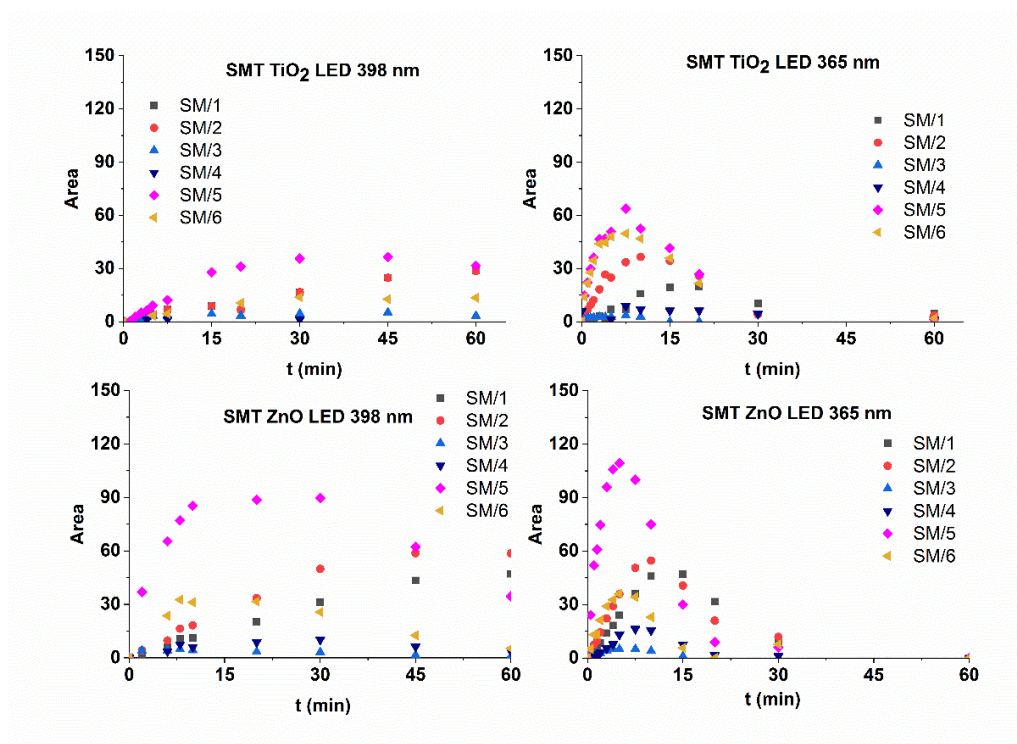 SMT TiO2 LED 398 nm
150
120
90
60
30
0
Area
SM/1
SM/2
SM/3
SM/4
SM/5
SM/6
0 15 30 45 60
t (min)
SMT TiO2 LED 365 nm
150
120
90
60
30
0
Area
SM/1
SM/2
SM/3
SM/4
SM/5
SM/6
0 15 30 45 60
t (min)
SMT ZnO LED 398 nm
150
120
90
60
30
0
Area
SM/1
SM/2
SM/3
SM/4
SM/5
SM/6
0 15 30 45 60
t (min)
SMT ZnO LED 365 nm
150
120
90
60
30
0
Area
SM/1
SM/2
SM/3
SM/4
SM/5
SM/6
0 15 30 45 60
t (min)